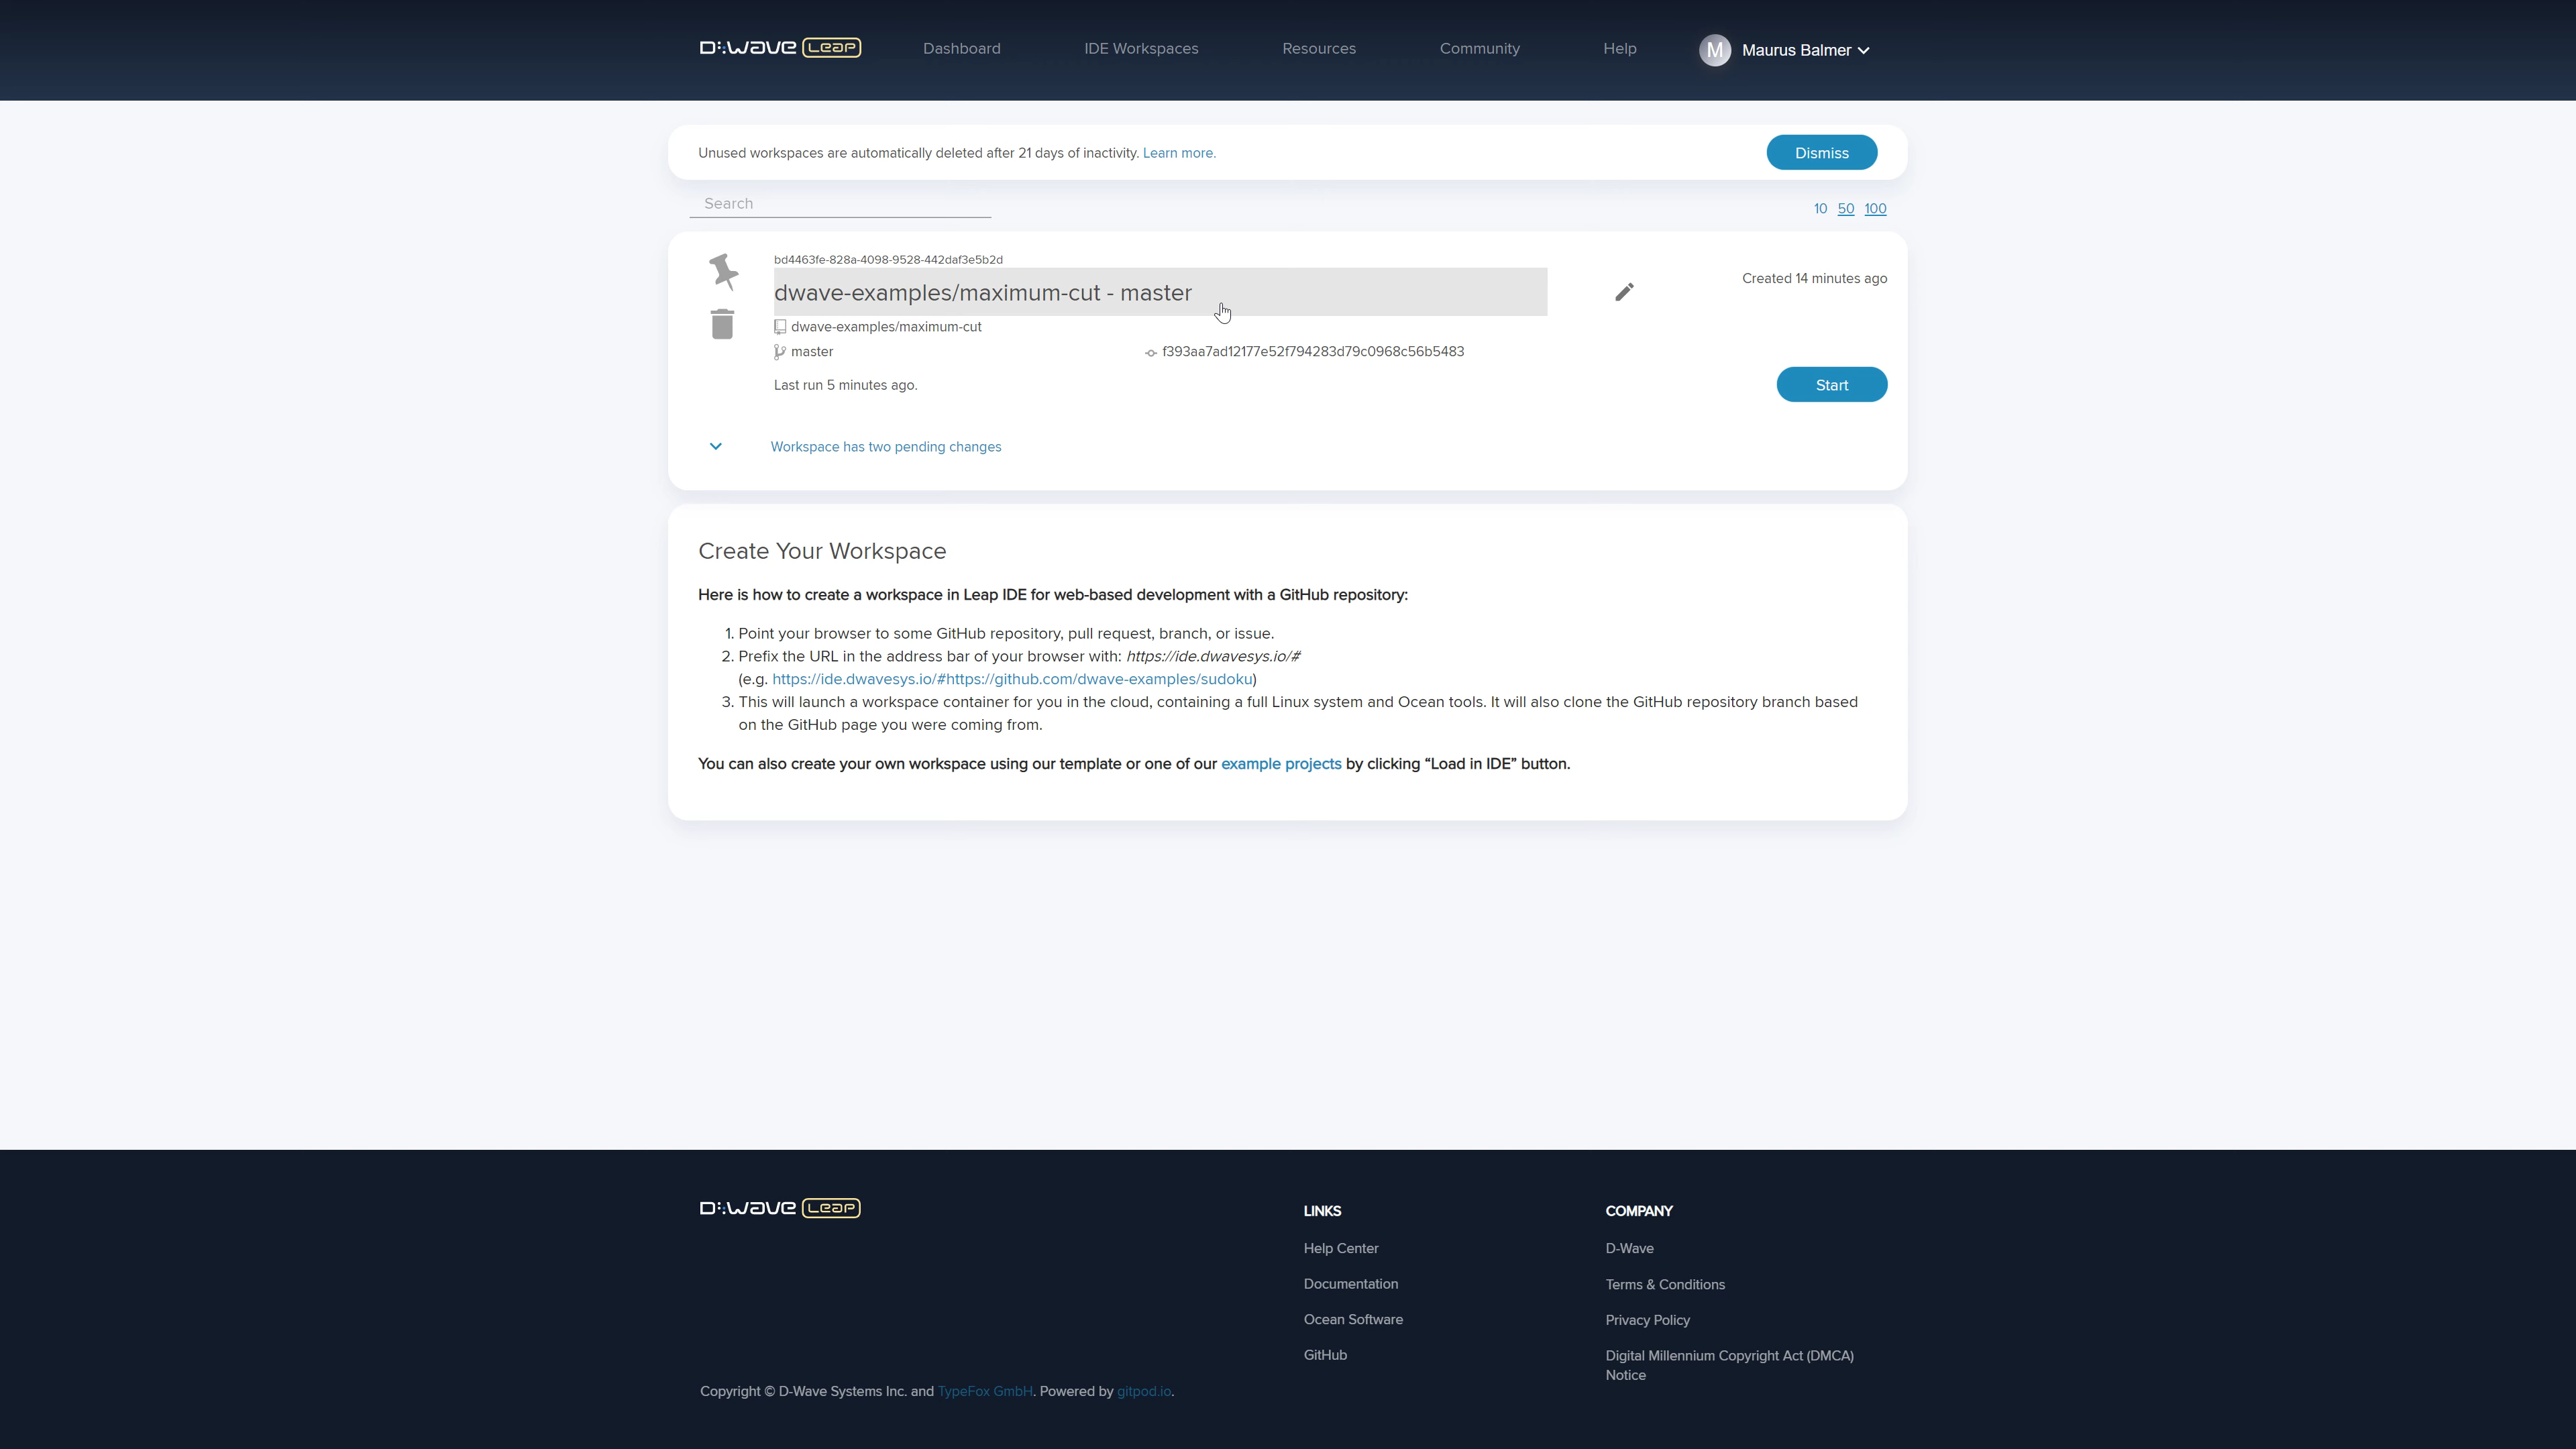 D:wave Leap Dashboard IDE Workspaces Resources Community Help M Maurus Balmer
Unused workspaces are automatically deleted after 21 days of inactivity. Learn more. Dismiss
Search 10 50 100
bd4463fe-828a-4098-9528-442daf3e5b2d
dwave-examples/maximum-cut - master
Created 14 minutes ago
dwave-examples/maximum-cut
master f393aa7ad12177e52f794283d79c0968c56b5483
Last run 5 minutes ago. Start
Workspace has two pending changes
Create Your Workspace
Here is how to create a workspace in Leap IDE for web-based development with a GitHub repository:
1. Point your browser to some GitHub repository, pull request, branch, or issue.
2. Prefix the URL in the address bar of your browser with: https://ide.dwavesys.io/#
(e.g. https://ide.dwavesys.io/#https://github.com/dwave-examples/sudoku)
3. This will launch a workspace container for you in the cloud, containing a full Linux system and Ocean tools. It will also clone the GitHub repository branch based
on the GitHub page you were coming from.
You can also create your own workspace using our template or one of our example projects by clicking “Load in IDE” button.
D:wave Leap
LINKS
Help Center
Documentation
Ocean Software
GitHub
COMPANY
D-Wave
Terms & Conditions
Privacy Policy
Digital Millennium Copyright Act (DMCA)
Notice
Copyright © D-Wave Systems Inc. and TypeFox GmbH. Powered by gitpod.io.